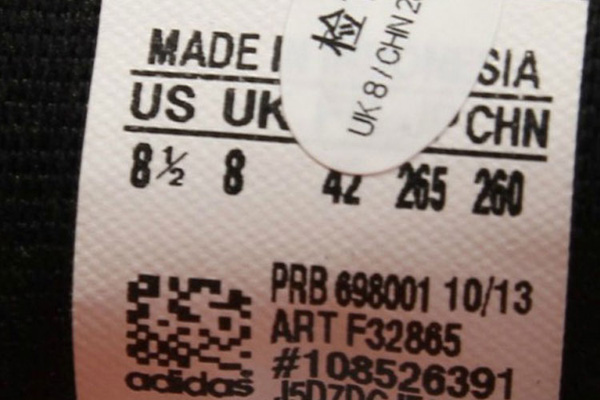 MADE I SIA
US UK CHN
8½ 8 42 265 260
检
UK 8 / CHN 2
PRB 698001 10/13
ART F32865
#108526391
adidas